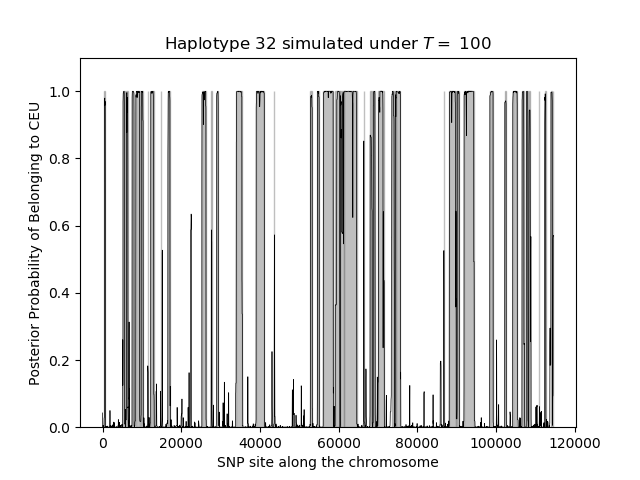 Haplotype 32 simulated under T = 100
Posterior Probability of Belonging to CEU
1.0
0.8
0.6
0.4
0.2
0.0
0 20000 40000 60000 80000 100000 120000
SNP site along the chromosome